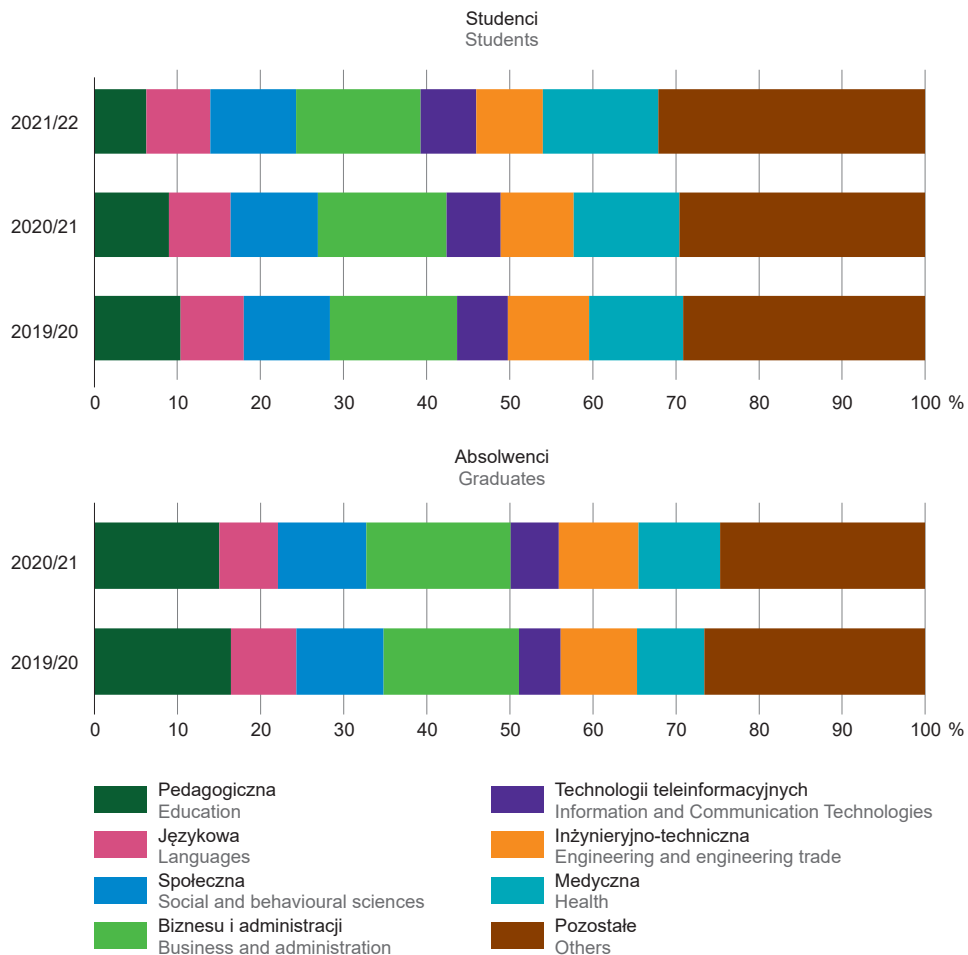 Studenci
Students
2021/22
2020/21
2019/20
0 10 20 30 40 50 60 70 80 90 100 %
Absolwenci
Graduates
2020/21
2019/20
0 10 20 30 40 50 60 70 80 90 100 %
Pedagogiczna
Education
Językowa
Languages
Społeczna
Social and behavioural sciences
Biznesu i administracji
Business and administration
Technologii teleinformacyjnych
Information and Communication Technologies
Inżynieryjno-techniczna
Engineering and engineering trade
Medyczna
Health
Pozostałe
Others